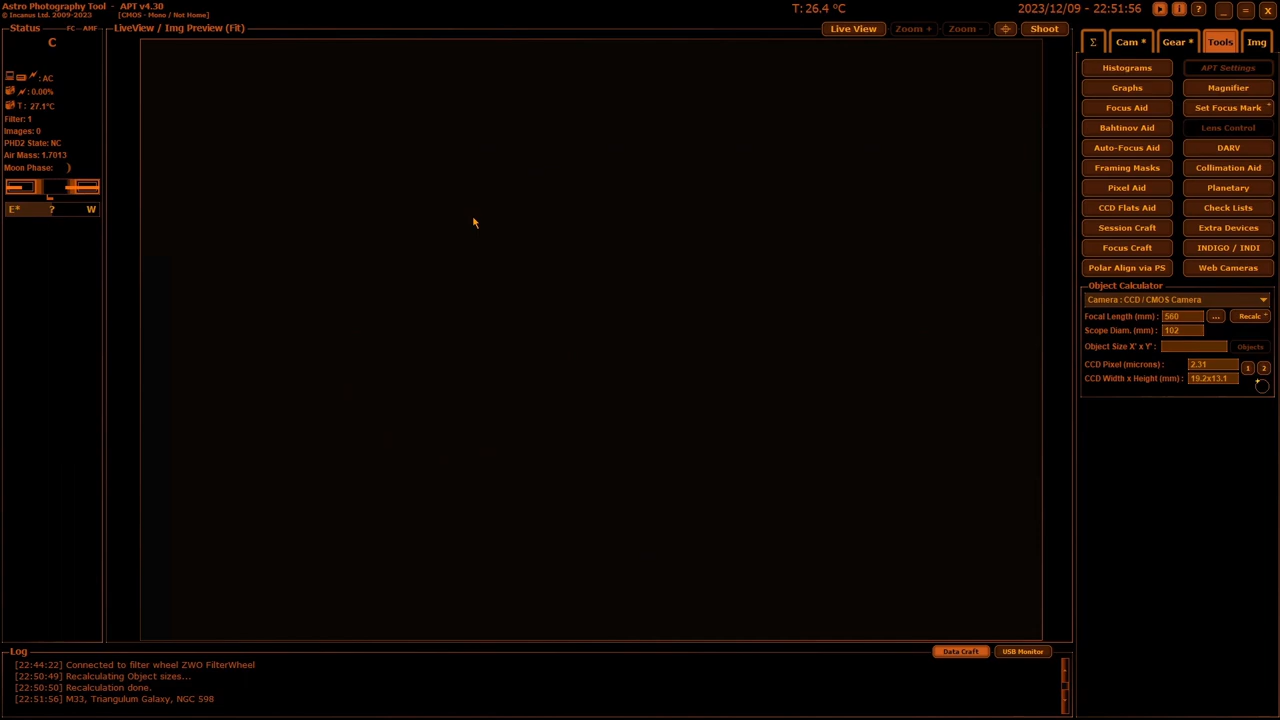 Astro Photography Tool - APT v4.30
© Incanus Ltd. 2009-2023 [CMOS - Mono / Not Home]
T: 26.4 °C
2023/12/09 - 22:51:56
i ? _ = X
Status FC AMF
C
: AC
: 0.00%
T : 27.1°C
Filter: 1
Images: 0
PHD2 State: NC
Air Mass: 1.7013
Moon Phase: )
E* ? W
LiveView / Img Preview (Fit)
Live View Zoom + Zoom - Shoot
Σ Cam * Gear * Tools Img
Histograms APT Settings
Graphs Magnifier
Focus Aid Set Focus Mark +
Bahtinov Aid Lens Control
Auto-Focus Aid DARV
Framing Masks Collimation Aid
Pixel Aid Planetary
CCD Flats Aid Check Lists
Session Craft Extra Devices
Focus Craft INDIGO / INDI
Polar Align via PS Web Cameras
Object Calculator
Camera : CCD / CMOS Camera
Focal Length (mm) : 560 ... Recalc +
Scope Diam. (mm) : 102
Object Size X' x Y' : Objects
CCD Pixel (microns) : 2.31 1 2
CCD Width x Height (mm) : 19.2x13.1
Log
Data Craft USB Monitor
[22:44:22] Connected to filter wheel ZWO FilterWheel
[22:50:49] Recalculating Object sizes...
[22:50:50] Recalculation done.
[22:51:56] M33, Triangulum Galaxy, NGC 598